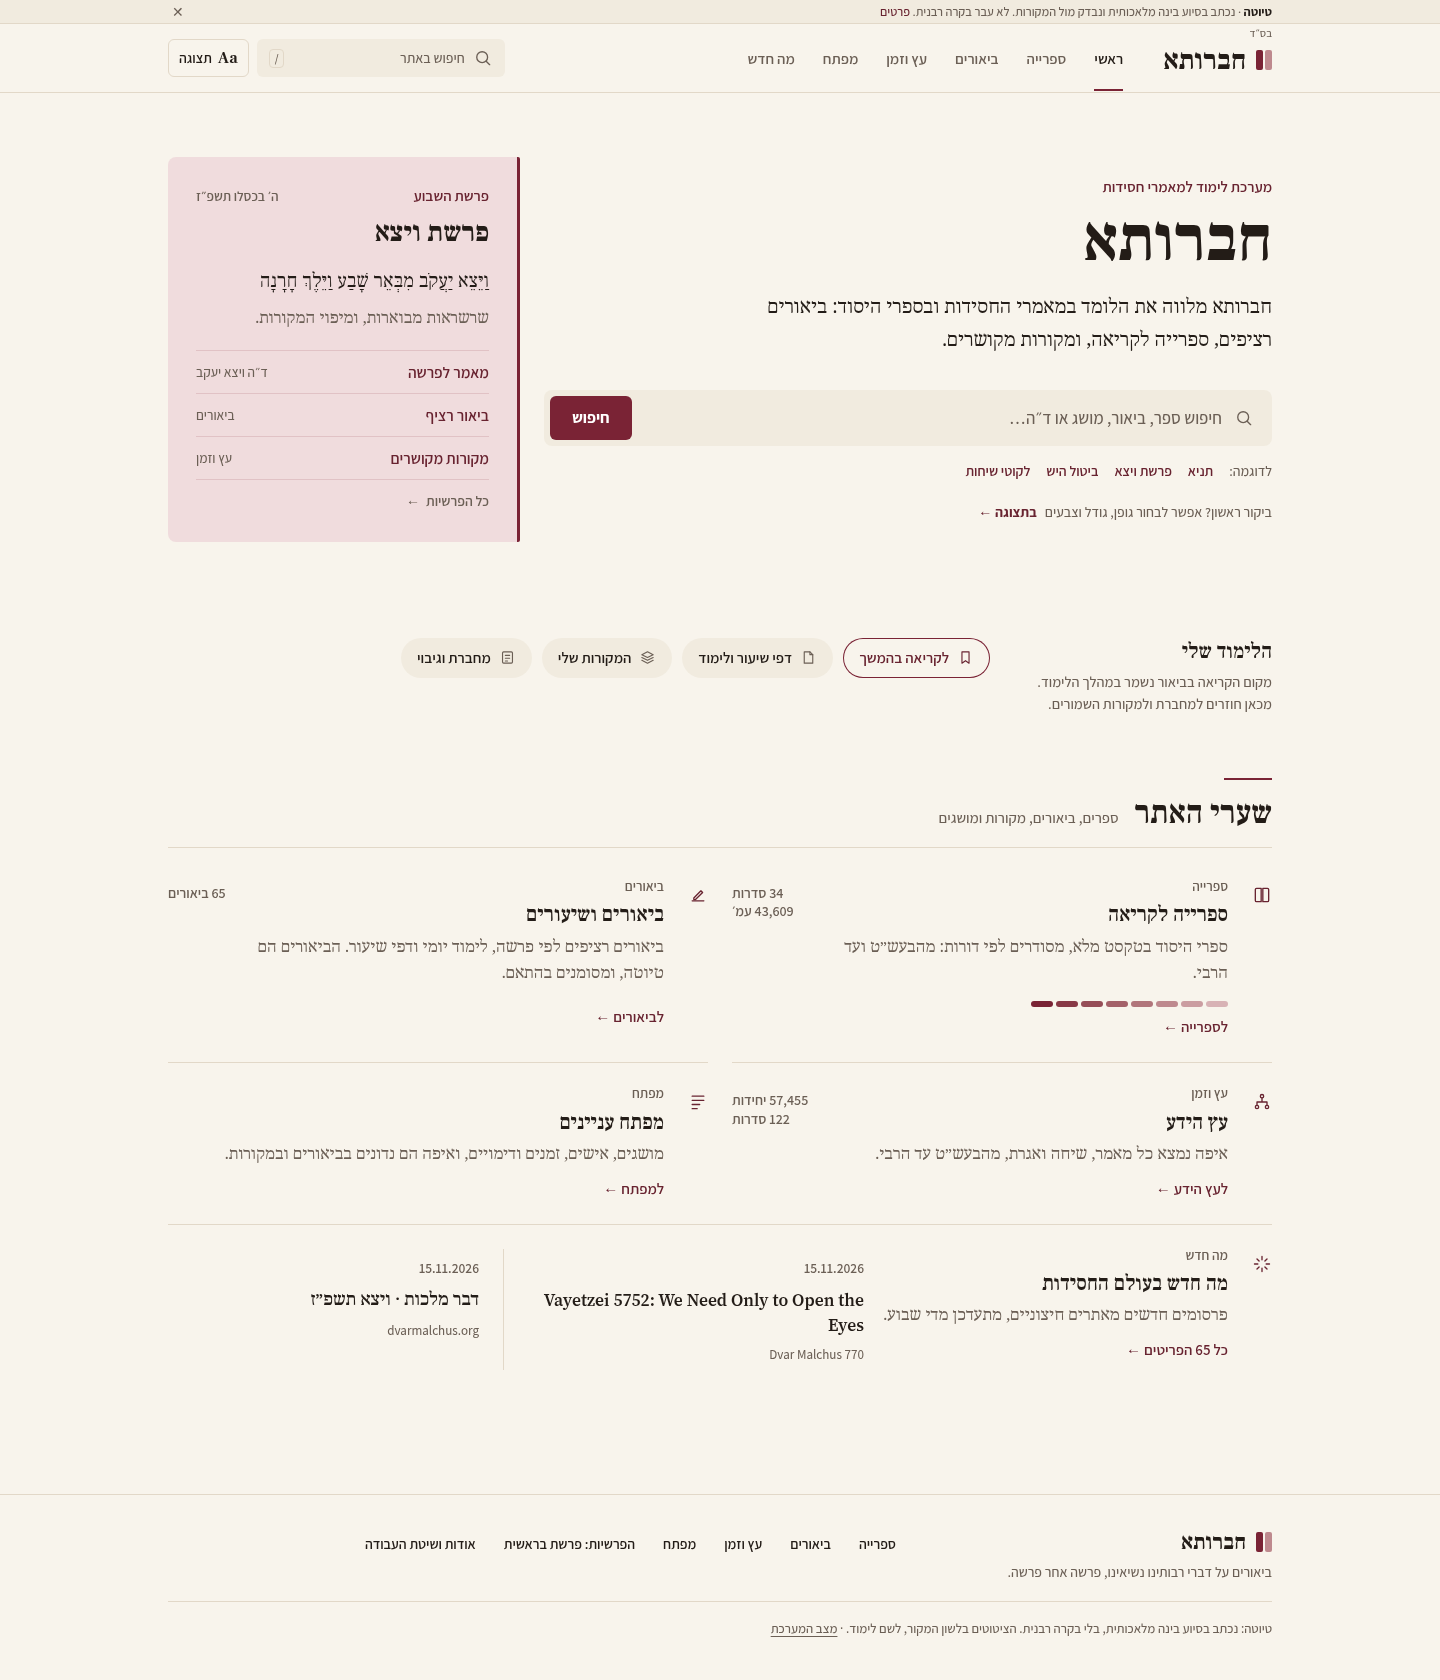 טיוטה · נכתב בסיוע בינה מלאכותית ונבדק מול המקורות. לא עבר בקרה רבנית. פרטים ✕
בס״ד
חברותא
ראשי ספרייה ביאורים עץ וזמן מפתח מה חדש
חיפוש באתר /
Aa תצוגה
מערכת לימוד למאמרי חסידות
חברותא
חברותא מלווה את הלומד במאמרי החסידות ובספרי היסוד: ביאורים
רציפים, ספרייה לקריאה, ומקורות מקושרים.
חיפוש ספר, ביאור, מושג או ד״ה... חיפוש
לדוגמה: תניא פרשת ויצא ביטול היש לקוטי שיחות
ביקור ראשון? אפשר לבחור גופן, גודל וצבעים בתצוגה ←
פרשת השבוע ה׳ בכסלו תשפ״ז
פרשת ויצא
וַיֵּצֵא יַעֲקֹב מִבְּאֵר שָׁבַע וַיֵּלֶךְ חָרָנָה
שרשראות מבוארות, ומיפוי המקורות.
מאמר לפרשה ד״ה ויצא יעקב
ביאור רציף ביאורים
מקורות מקושרים עץ וזמן
כל הפרשיות ←
הלימוד שלי
מקום הקריאה בביאור נשמר במהלך הלימוד.
מכאן חוזרים למחברת ולמקורות השמורים.
לקריאה בהמשך דפי שיעור ולימוד המקורות שלי מחברת וגיבוי
שערי האתר ספרים, ביאורים, מקורות ומושגים
ספרייה
ספרייה לקריאה
34 סדרות
43,609 עמ׳
ספרי היסוד בטקסט מלא, מסודרים לפי דורות: מהבעש״ט ועד
הרבי.
לספרייה ←
ביאורים
ביאורים ושיעורים
65 ביאורים
ביאורים רציפים לפי פרשה, לימוד יומי ודפי שיעור. הביאורים הם
טיוטה, ומסומנים בהתאם.
לביאורים ←
עץ וזמן
עץ הידע
57,455 יחידות
122 סדרות
איפה נמצא כל מאמר, שיחה ואגרת, מהבעש״ט עד הרבי.
לעץ הידע ←
מפתח
מפתח עניינים
מושגים, אישים, זמנים ודימויים, ואיפה הם נדונים בביאורים ובמקורות.
למפתח ←
מה חדש
מה חדש בעולם החסידות
פרסומים חדשים מאתרים חיצוניים, מתעדכן מדי שבוע.
כל 65 הפריטים ←
15.11.2026
Vayetzei 5752: We Need Only to Open the
Eyes
Dvar Malchus 770
15.11.2026
דבר מלכות · ויצא תשפ״ז
dvarmalchus.org
חברותא
ביאורים על דברי רבותינו נשיאינו, פרשה אחר פרשה.
ספרייה ביאורים עץ וזמן מפתח הפרשיות: פרשת בראשית אודות ושיטת העבודה
טיוטה: נכתב בסיוע בינה מלאכותית, בלי בקרה רבנית. הציטוטים בלשון המקור, לשם לימוד. · מצב המערכת